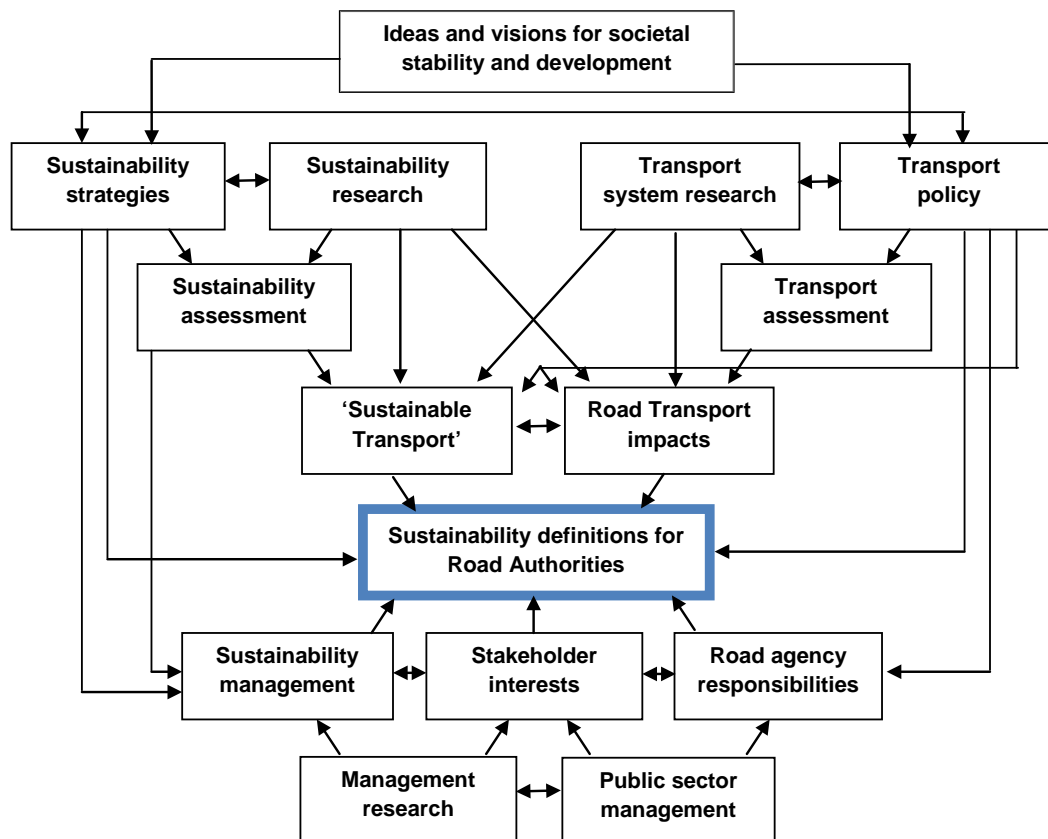 Ideas and visions for societal
stability and development
Sustainability
strategies
Sustainability
research
Transport
system research
Transport
policy
Sustainability
assessment
Transport
assessment
‘Sustainable
Transport’
Road Transport
impacts
Sustainability definitions for
Road Authorities
Sustainability
management
Stakeholder
interests
Road agency
responsibilities
Management
research
Public sector
management